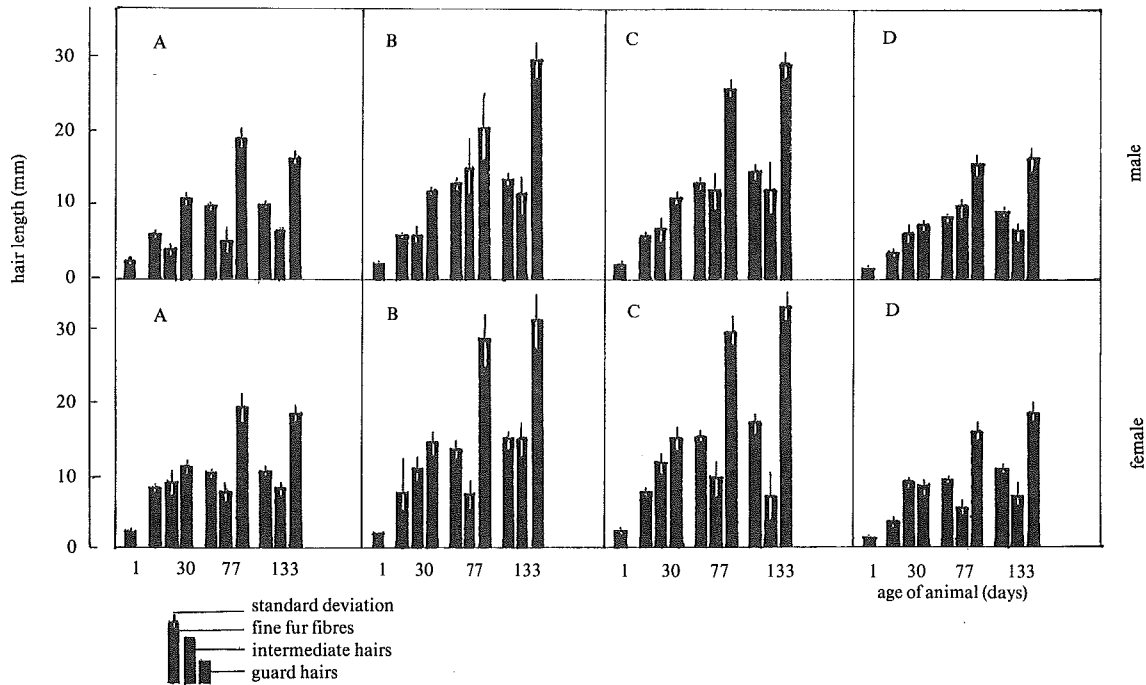 A B C D
30
20
10
0
hair length (mm)
male
A B C D
30
20
10
0
female
1 30 77 133 1 30 77 133 1 30 77 133 1 30 77 133
age of animal (days)
standard deviation
fine fur fibres
intermediate hairs
guard hairs